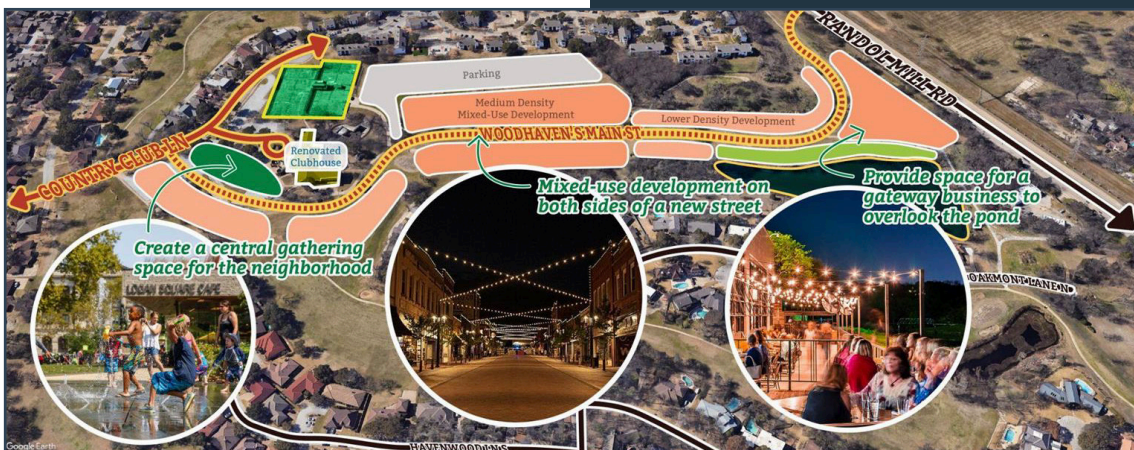 RANDOL MILL RD
Parking
Medium Density
Mixed-Use Development
Lower Density Development
WOODHAVEN'S MAIN ST
COUNTRY CLUB LN
Renovated
Clubhouse
Mixed-use development on
both sides of a new street
Provide space for a
gateway business to
overlook the pond
Create a central gathering
space for the neighborhood
OAKMONT LANE N
LOGAN SQUARE CAFE
HAVENWOOD LN S
Google Earth